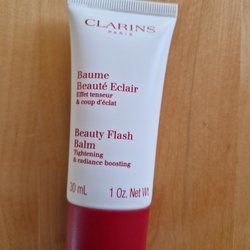 CLARINS
PARIS
Baume
Beauté Eclair
Effet tenseur
& coup d'éclat
Beauty Flash
Balm
Tightening
& radiance boosting
30 mL 1 Oz. Net Wt.